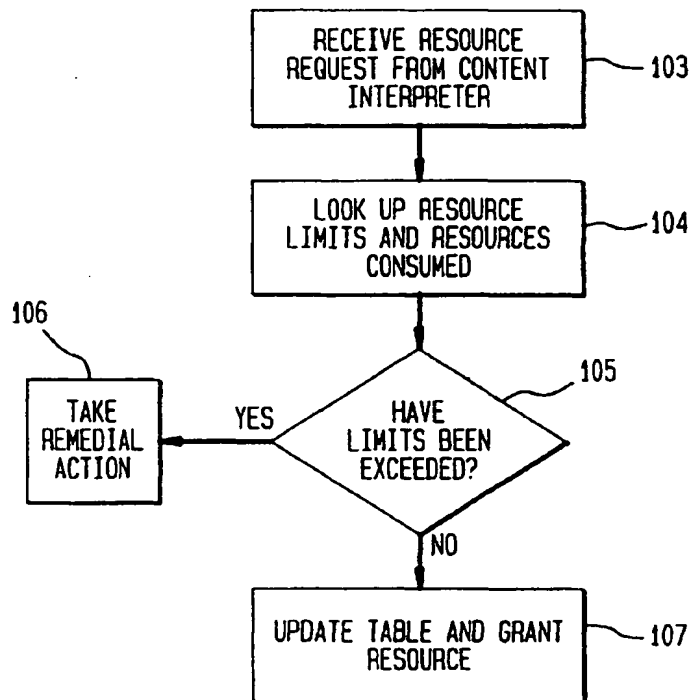 RECEIVE RESOURCE
REQUEST FROM CONTENT
INTERPRETER
103
LOOK UP RESOURCE
LIMITS AND RESOURCES
CONSUMED
104
106
105
TAKE
REMEDIAL
ACTION
YES
HAVE
LIMITS BEEN
EXCEEDED?
NO
UPDATE TABLE AND GRANT
RESOURCE
107